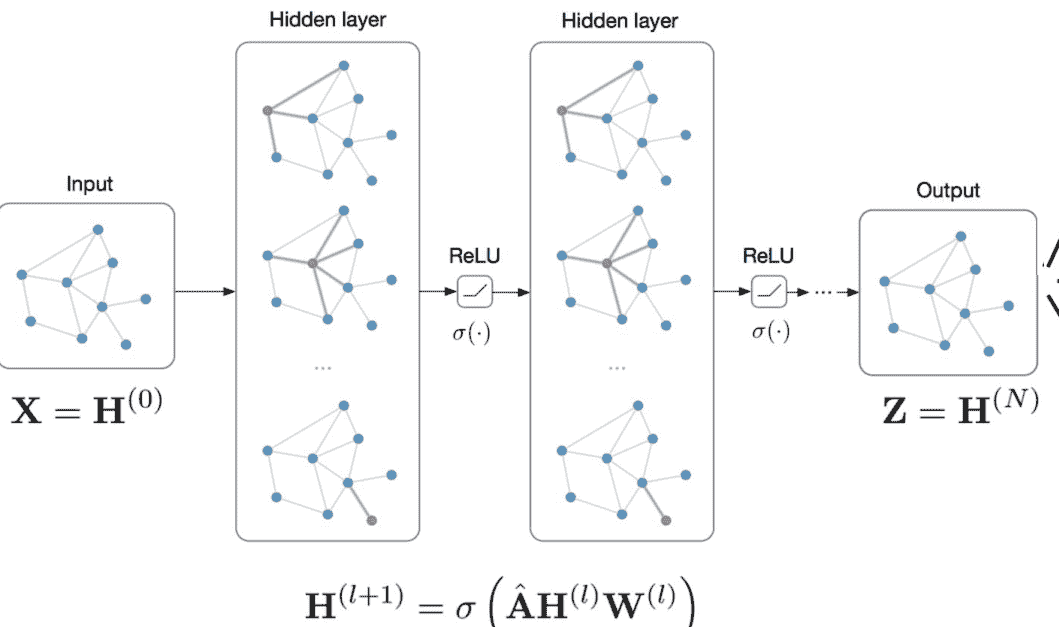 Hidden layer
Hidden layer
Input
Output
ReLU
ReLU
σ(·)
σ(·)
...
...
...
X = H^{(0)}
Z = H^{(N)}
H^{(l+1)} = σ(ÂH^{(l)}W^{(l)})